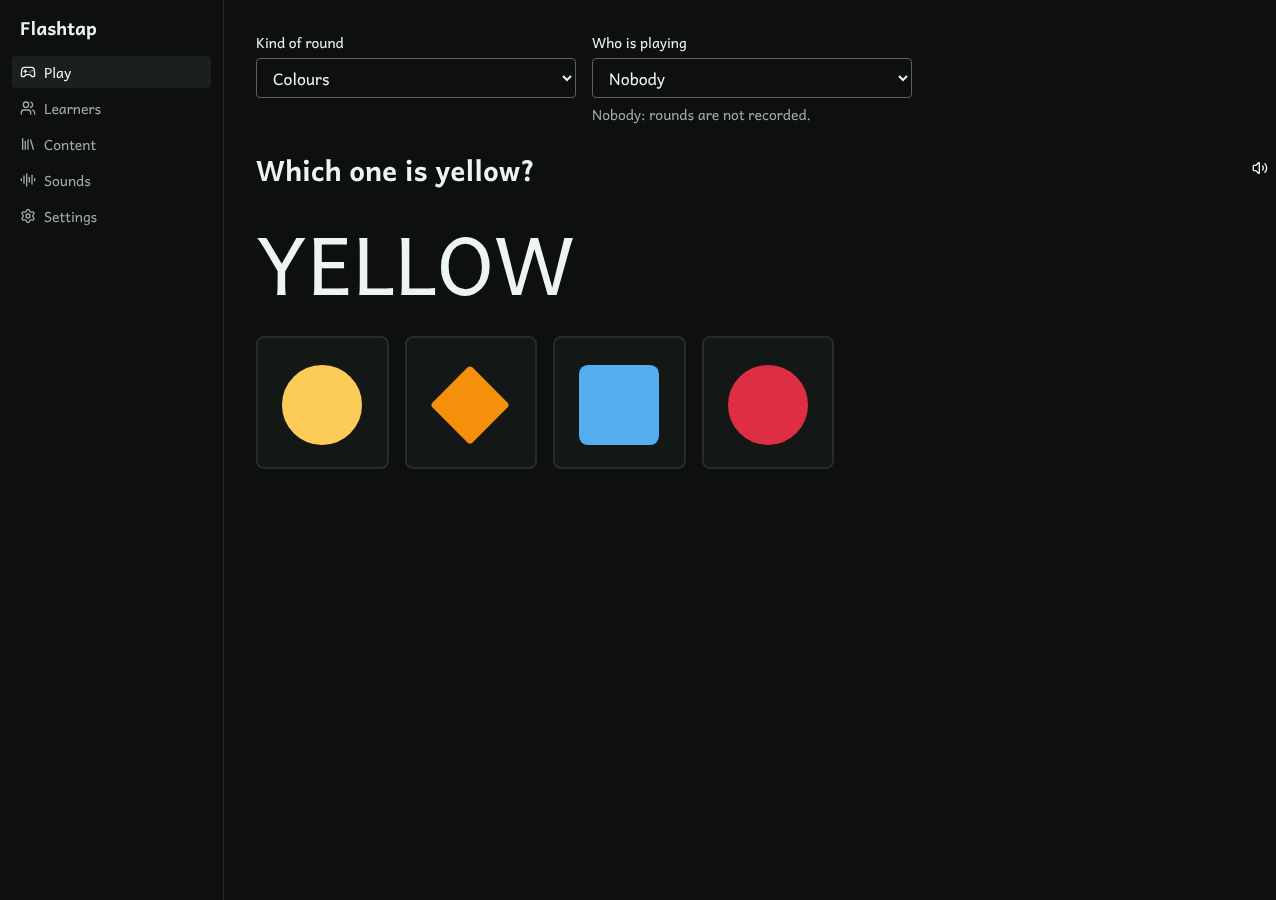 Flashtap
Play
Learners
Content
Sounds
Settings
Kind of round
Colours
Who is playing
Nobody
Nobody: rounds are not recorded.
Which one is yellow?
YELLOW